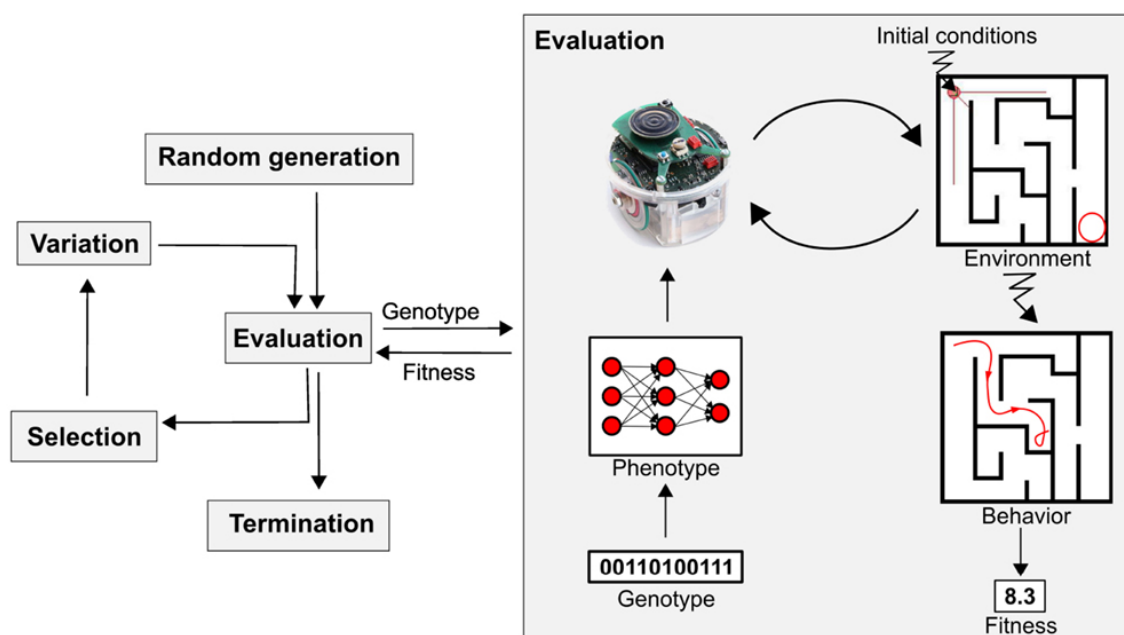 Evaluation
Initial conditions
Random generation
Variation
Environment
Genotype
Evaluation
Fitness
Selection
Phenotype
Termination
Behavior
00110100111
Genotype
8.3
Fitness